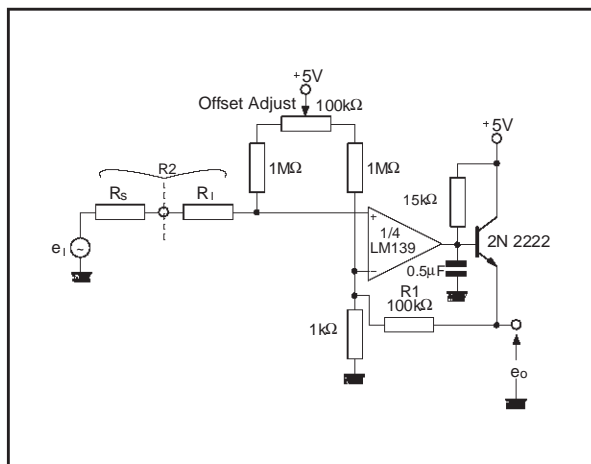 +5V
Offset Adjust
100kΩ
+5V
R2
1MΩ
1MΩ
Rs
RI
15kΩ
+
1/4
LM139
2N 2222
eI
~
0.5µF
−
R1
100kΩ
1kΩ
eo